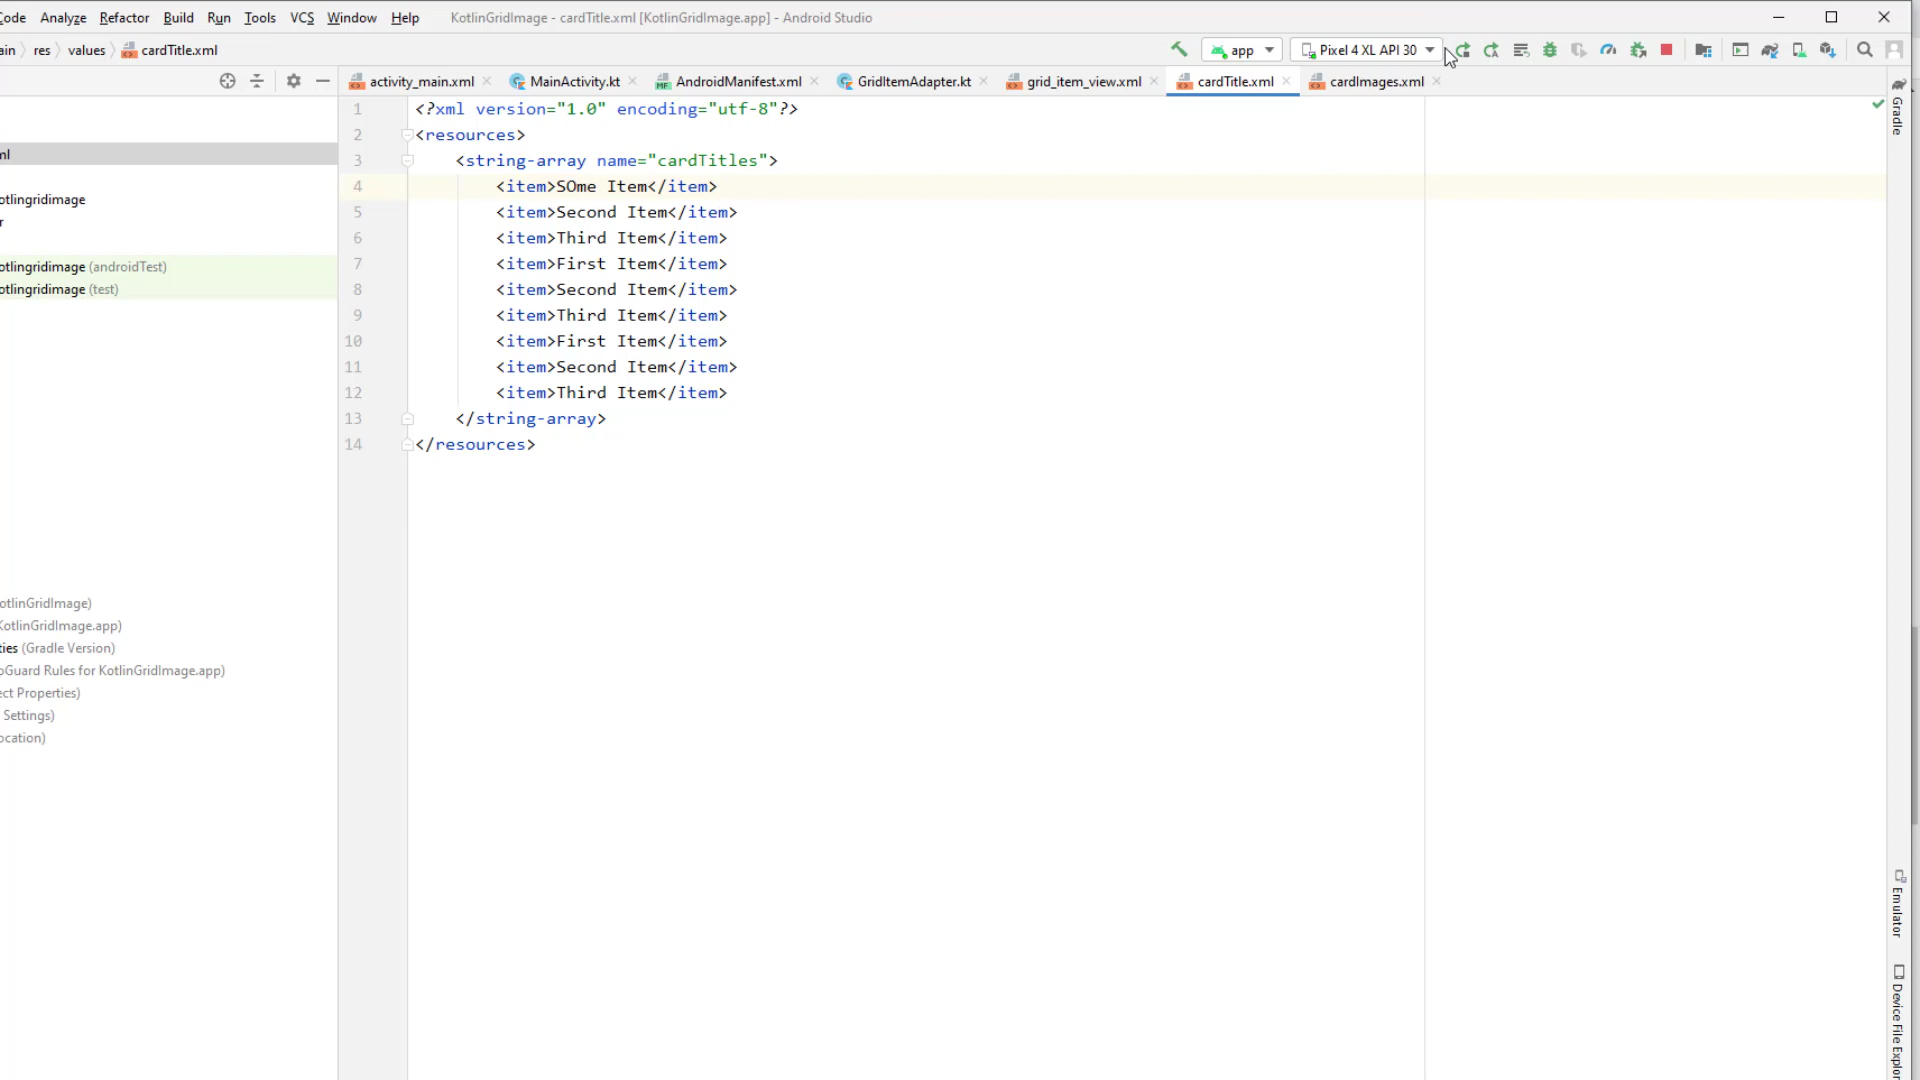 Code Analyze Refactor Build Run Tools VCS Window Help KotlinGridImage - cardTitle.xml [KotlinGridImage.app] - Android Studio
ain res values cardTitle.xml app Pixel 4 XL API 30
activity_main.xml MainActivity.kt AndroidManifest.xml GridItemAdapter.kt grid_item_view.xml cardTitle.xml cardImages.xml
1 <?xml version="1.0" encoding="utf-8"?>
2 <resources>
3 <string-array name="cardTitles">
4 <item>SOme Item</item>
5 <item>Second Item</item>
6 <item>Third Item</item>
7 <item>First Item</item>
8 <item>Second Item</item>
9 <item>Third Item</item>
10 <item>First Item</item>
11 <item>Second Item</item>
12 <item>Third Item</item>
13 </string-array>
14 </resources>
ml
otlingridimage
r
otlingridimage (androidTest)
otlingridimage (test)
otlinGridImage)
KotlinGridImage.app)
ties (Gradle Version)
oGuard Rules for KotlinGridImage.app)
ect Properties)
Settings)
ocation)
Gradle
Emulator
Device File Explor